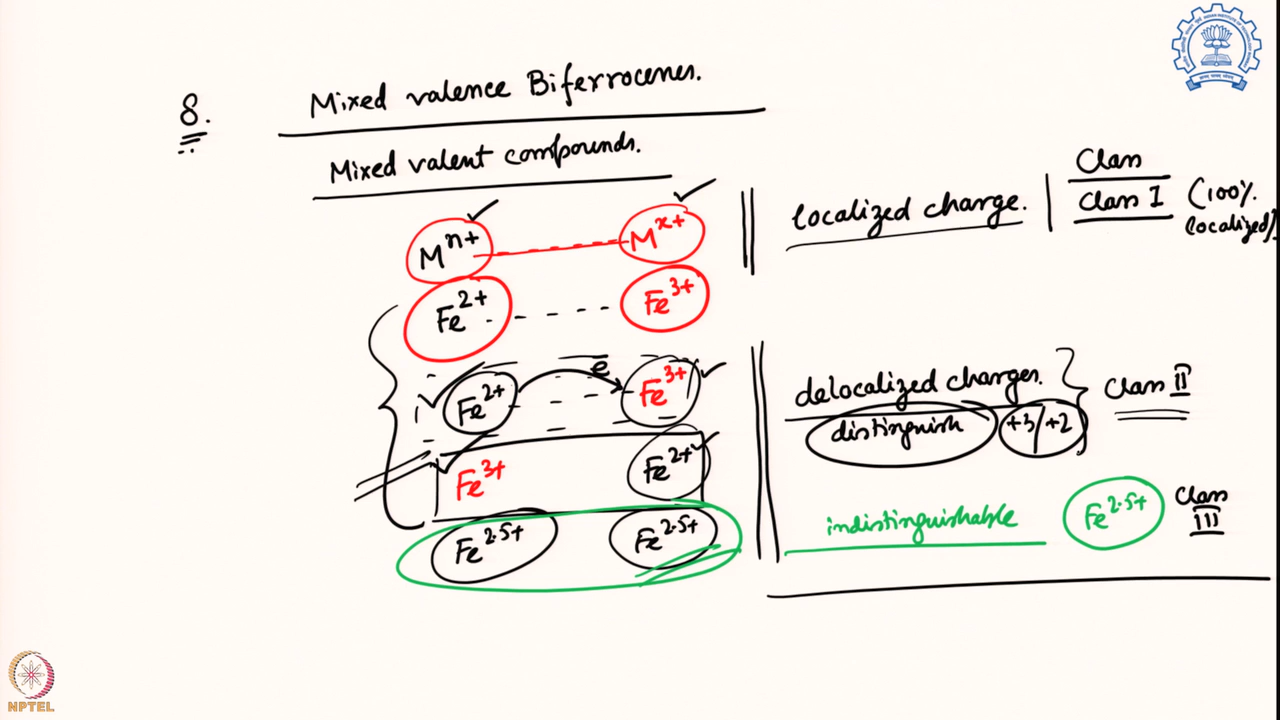 8. Mixed valence Biferrocenes.
Mixed valent compounds.
Class
M^n+ M^x+ localized charge. Class I (100% localized)
Fe^2+ Fe^3+
e
Fe^2+ Fe^3+ delocalized charges. Class II
distinguish +3/+2
Fe^3+ Fe^2+
Fe^2.5+ Fe^2.5+ indistinguishable Fe^2.5+ Class III
NPTEL